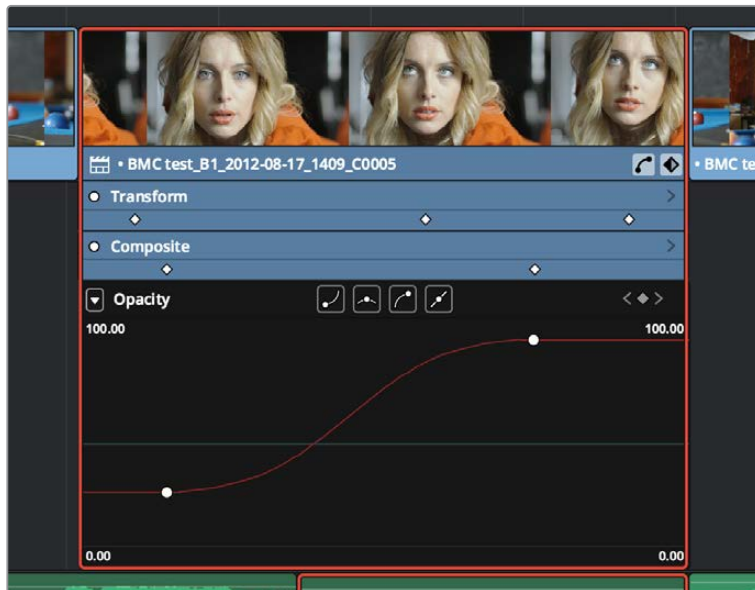 • BMC test_B1_2012-08-17_1409_C0005
• BMC te
Transform
Composite
Opacity
100.00
100.00
0.00
0.00